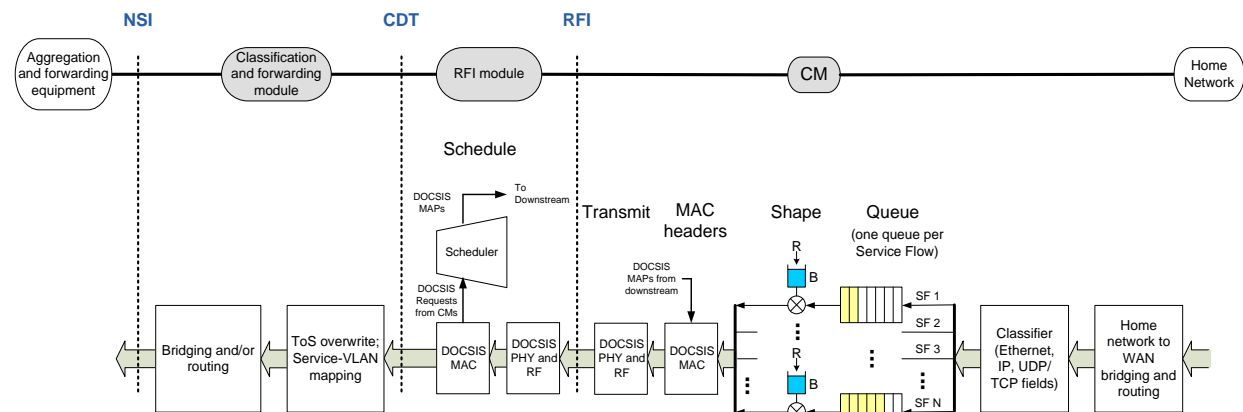 NSI
CDT
RFI
Aggregation
and forwarding
equipment
Classification
and forwarding
module
RFI module
CM
Home
Network
Schedule
DOCSIS
MAPs
To
Downstream
Scheduler
DOCSIS
Requests
from CMs
Transmit
MAC
headers
Shape
Queue
(one queue per
Service Flow)
DOCSIS
MAPs from
downstream
R
B
SF 1
SF 2
SF 3
R
B
SF N
Bridging and/or
routing
ToS overwrite;
Service-VLAN
mapping
DOCSIS
MAC
DOCSIS
PHY and
RF
DOCSIS
PHY and
RF
DOCSIS
MAC
Classifier
(Ethernet,
IP, UDP/
TCP fields)
Home
network to
WAN
bridging and
routing